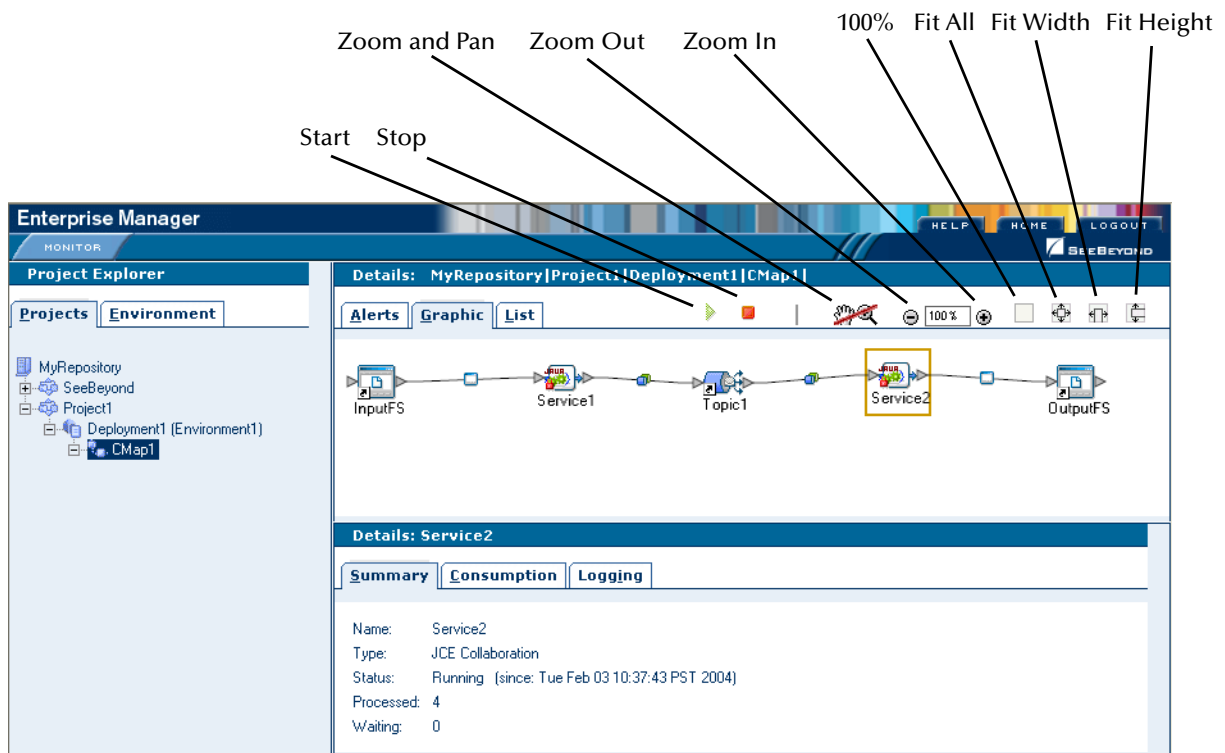 100% Fit All Fit Width Fit Height
Zoom and Pan Zoom Out Zoom In
Start Stop
Enterprise Manager
HELP HOME LOGOUT
MONITOR
SEEBEYOND
Project Explorer
Details: MyRepository|Project1|Deployment1|CMap1|
Projects Environment
Alerts Graphic List
100%
MyRepository
SeeBeyond
Project1
Deployment1 (Environment1)
CMap1
InputFS Service1 Topic1 Service2 OutputFS
Details: Service2
Summary Consumption Logging
Name: Service2
Type: JCE Collaboration
Status: Running (since: Tue Feb 03 10:37:43 PST 2004)
Processed: 4
Waiting: 0